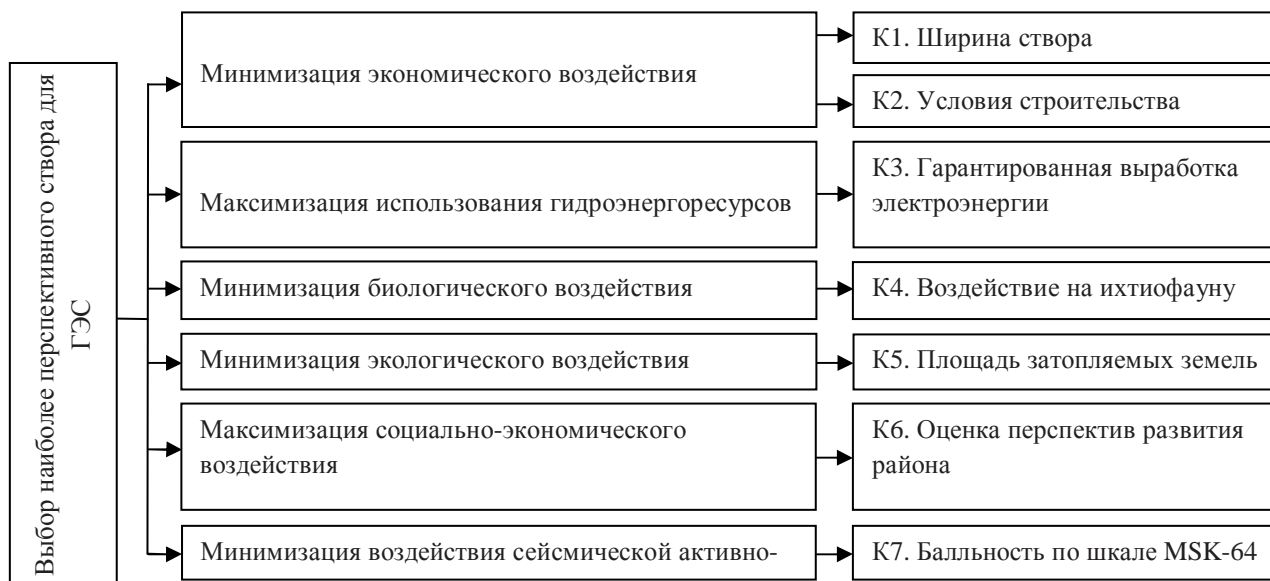 Выбор наиболее перспективного створа для
ГЭС
Минимизация экономического воздействия
К1. Ширина створа
К2. Условия строительства
Максимизация использования гидроэнергоресурсов
К3. Гарантированная выработка
электроэнергии
Минимизация биологического воздействия
К4. Воздействие на ихтиофауну
Минимизация экологического воздействия
К5. Площадь затопляемых земель
Максимизация социально-экономического
воздействия
К6. Оценка перспектив развития
района
Минимизация воздействия сейсмической активно-
К7. Балльность по шкале MSK-64